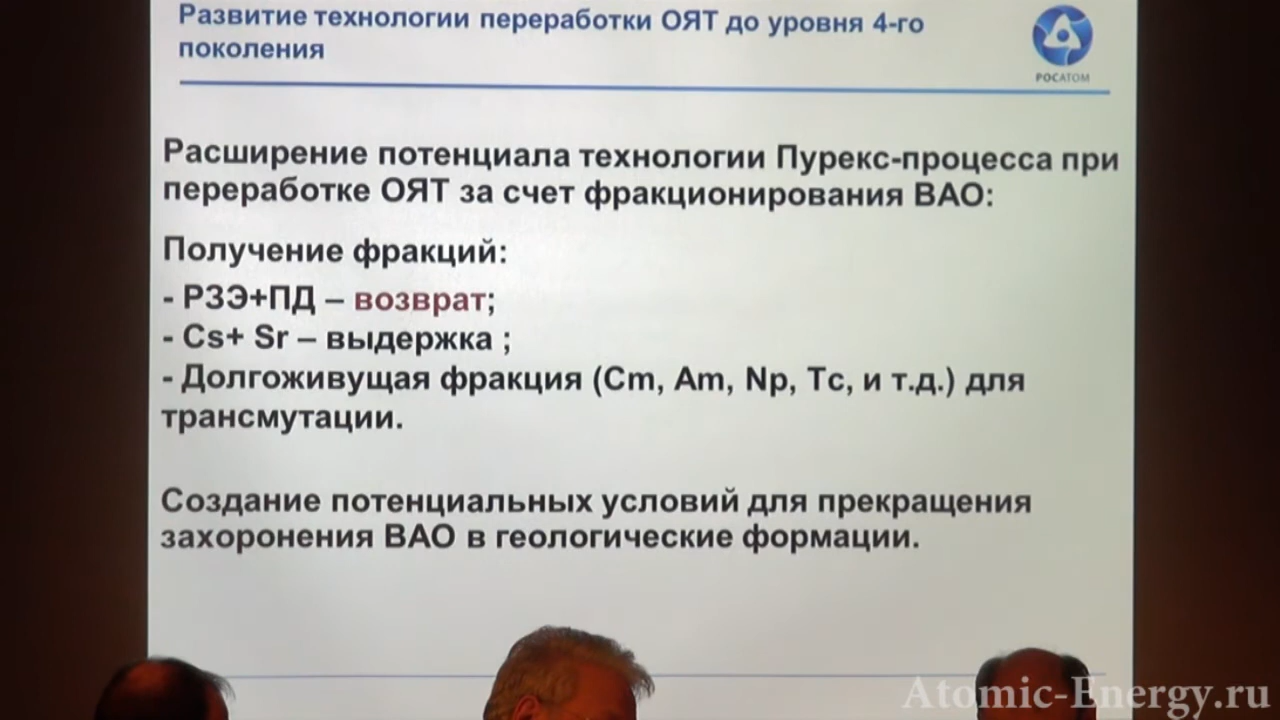 Развитие технологии переработки ОЯТ до уровня 4-го
поколения
РОСАТОМ
Расширение потенциала технологии Пурекс-процесса при
переработке ОЯТ за счет фракционирования ВАО:
Получение фракций:
- РЗЭ+ПД – возврат;
- Cs+ Sr – выдержка ;
- Долгоживущая фракция (Cm, Am, Np, Tc, и т.д.) для
трансмутации.
Создание потенциальных условий для прекращения
захоронения ВАО в геологические формации.
Atomic-Energy.ru